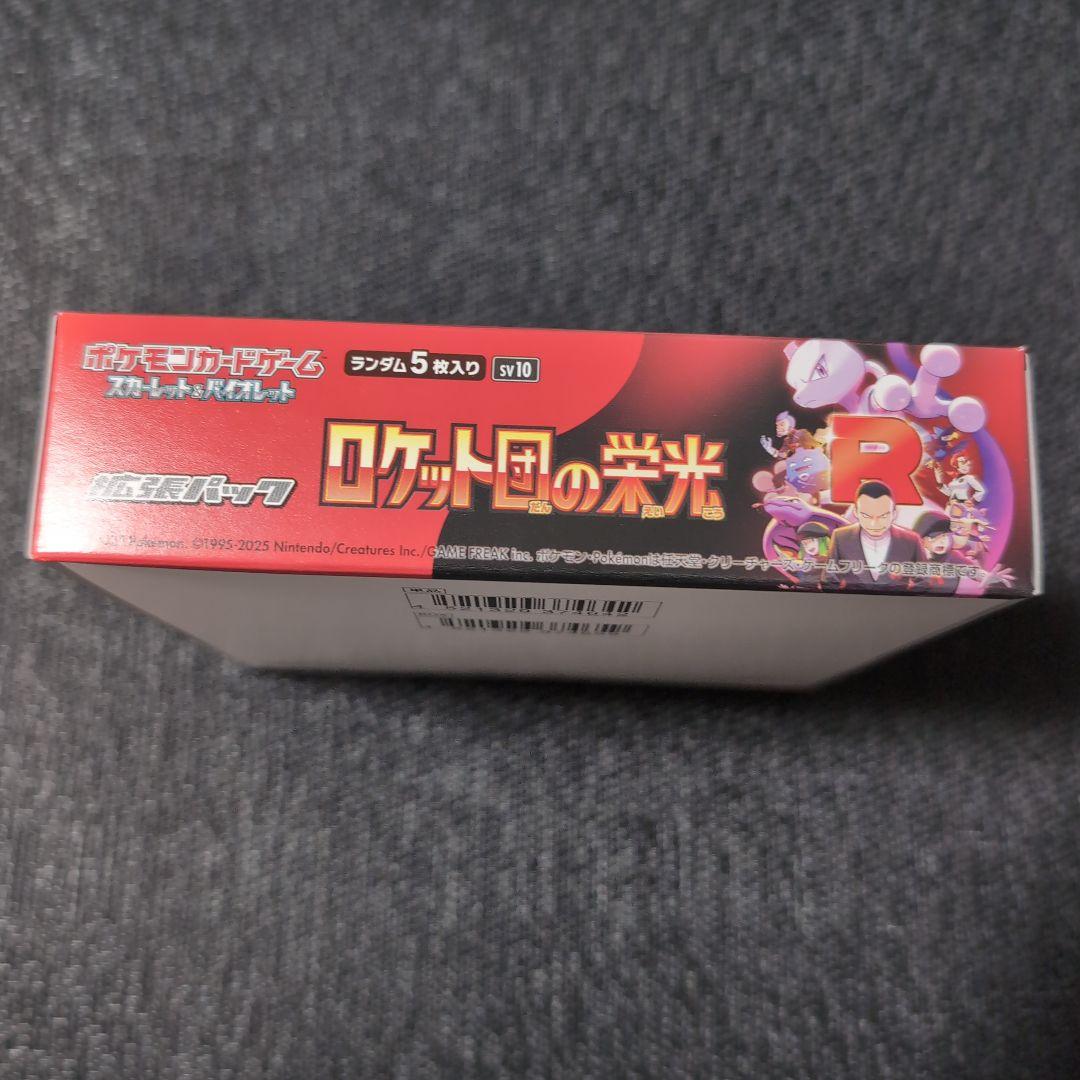 ポケモンカードゲーム
スカーレット&バイオレット
ランダム5枚入り
SV10
拡張パック
ロケット団の栄光
だん えい こう
R
Pokémon. ©1995-2025 Nintendo/Creatures Inc./GAME FREAK inc. ポケモン・Pokémonは任天堂・クリーチャーズ・ゲームフリークの登録商標です。